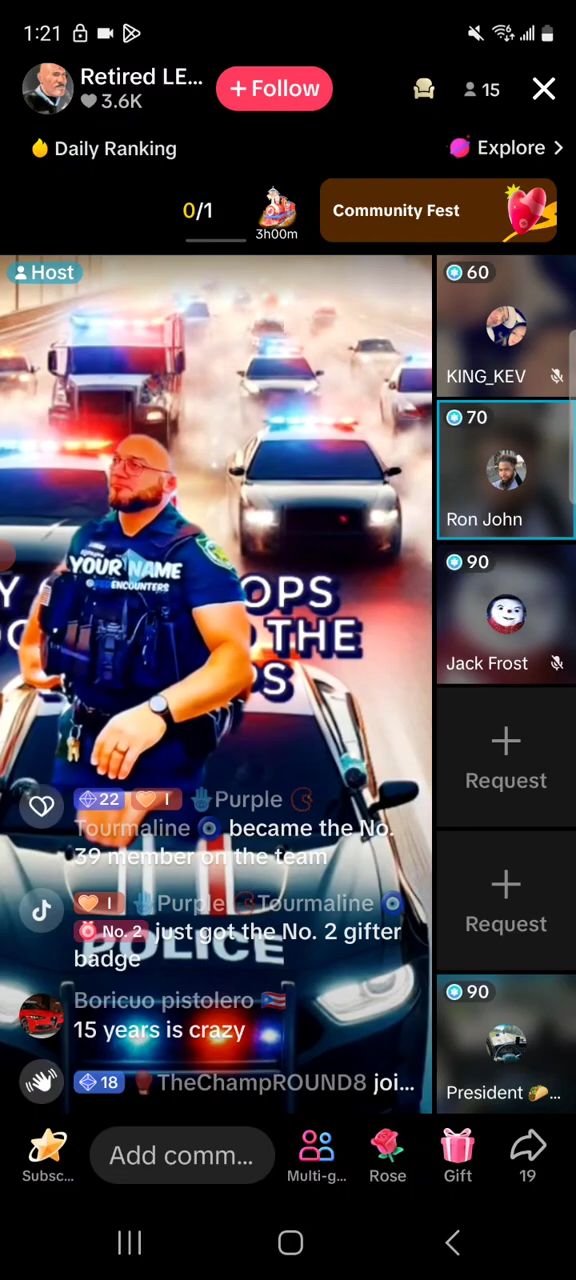 1:21
Retired LE...
3.6K
+ Follow
15
Daily Ranking
Explore >
0/1
3h00m
Community Fest
Host
60
KING_KEV
70
Ron John
90
Jack Frost
YOUR NAME
ENCOUNTERS
OPS
THE
Request
Request
22 I Purple
Tourmaline became the No.
39 member on the team
I Purple Tourmaline
No. 2 just got the No. 2 gifter
badge
POLICE
Boricuo pistolero
15 years is crazy
18 TheChampROUND8 joi...
90
President ...
Subsc...
Add comm...
Multi-g...
Rose
Gift
19